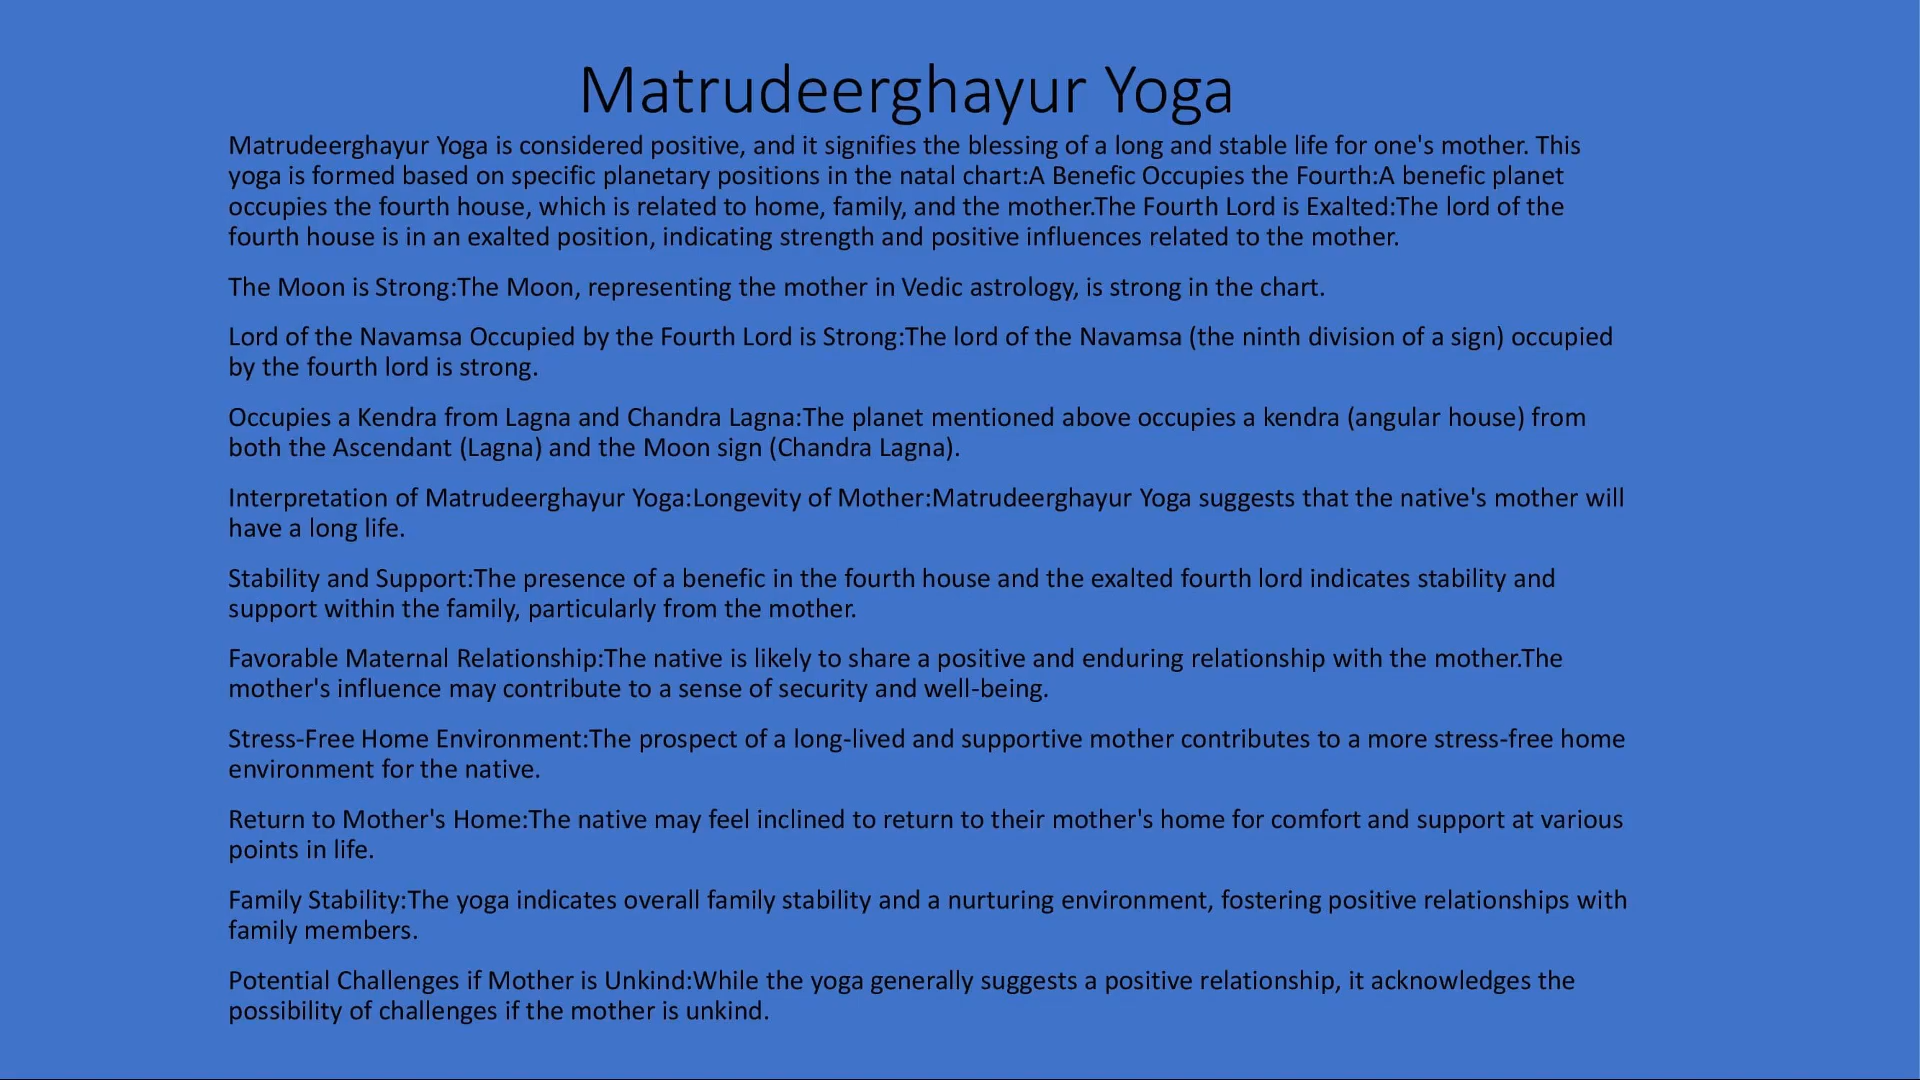 Matrudeerghayur Yoga
Matrudeerghayur Yoga is considered positive, and it signifies the blessing of a long and stable life for one's mother. This
yoga is formed based on specific planetary positions in the natal chart:A Benefic Occupies the Fourth:A benefic planet
occupies the fourth house, which is related to home, family, and the mother.The Fourth Lord is Exalted:The lord of the
fourth house is in an exalted position, indicating strength and positive influences related to the mother.
The Moon is Strong:The Moon, representing the mother in Vedic astrology, is strong in the chart.
Lord of the Navamsa Occupied by the Fourth Lord is Strong:The lord of the Navamsa (the ninth division of a sign) occupied
by the fourth lord is strong.
Occupies a Kendra from Lagna and Chandra Lagna:The planet mentioned above occupies a kendra (angular house) from
both the Ascendant (Lagna) and the Moon sign (Chandra Lagna).
Interpretation of Matrudeerghayur Yoga:Longevity of Mother:Matrudeerghayur Yoga suggests that the native's mother will
have a long life.
Stability and Support:The presence of a benefic in the fourth house and the exalted fourth lord indicates stability and
support within the family, particularly from the mother.
Favorable Maternal Relationship:The native is likely to share a positive and enduring relationship with the mother.The
mother's influence may contribute to a sense of security and well-being.
Stress-Free Home Environment:The prospect of a long-lived and supportive mother contributes to a more stress-free home
environment for the native.
Return to Mother's Home:The native may feel inclined to return to their mother's home for comfort and support at various
points in life.
Family Stability:The yoga indicates overall family stability and a nurturing environment, fostering positive relationships with
family members.
Potential Challenges if Mother is Unkind:While the yoga generally suggests a positive relationship, it acknowledges the
possibility of challenges if the mother is unkind.